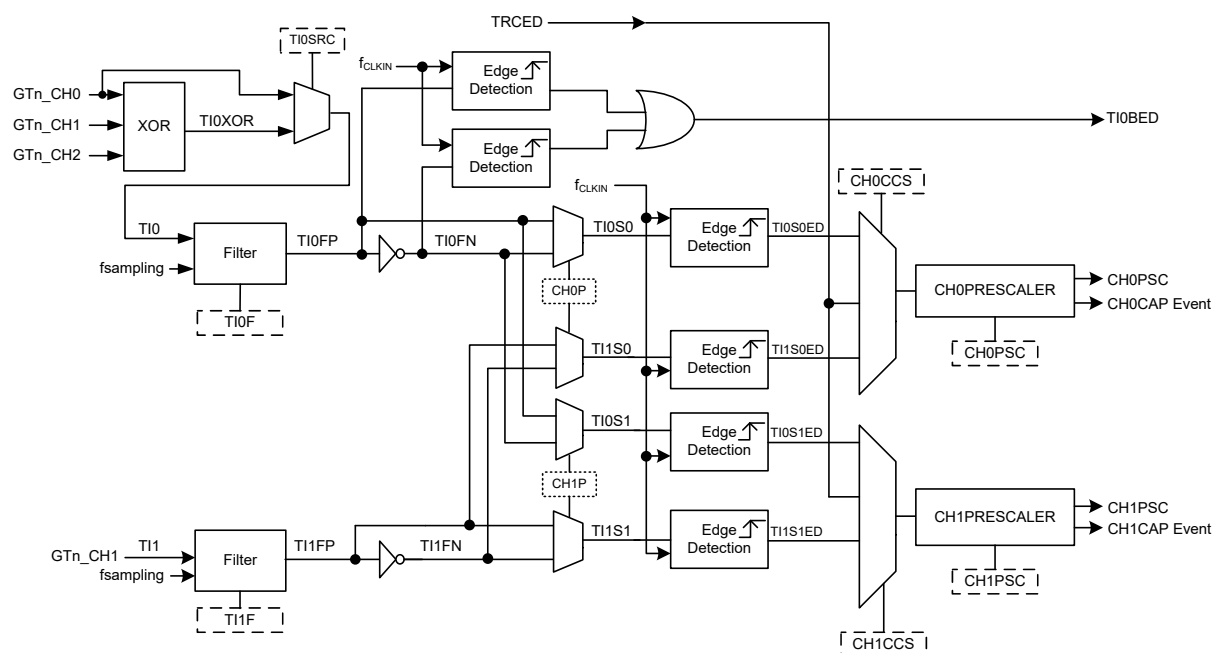 TRCED
TI0SRC
fCLKIN
Edge
Detection
GTn_CH0
GTn_CH1
GTn_CH2
XOR
TI0XOR
TI0BED
Edge
Detection
fCLKIN
CH0CCS
TI0
fsampling
Filter
TI0FP
TI0FN
TI0S0
Edge
Detection
TI0S0ED
CH0P
CH0PRESCALER
CH0PSC
CH0CAP Event
TI0F
TI1S0
Edge
Detection
TI1S0ED
CH0PSC
TI0S1
Edge
Detection
TI0S1ED
CH1P
CH1PRESCALER
CH1PSC
CH1CAP Event
GTn_CH1
TI1
fsampling
Filter
TI1FP
TI1FN
TI1S1
Edge
Detection
TI1S1ED
CH1PSC
TI1F
CH1CCS